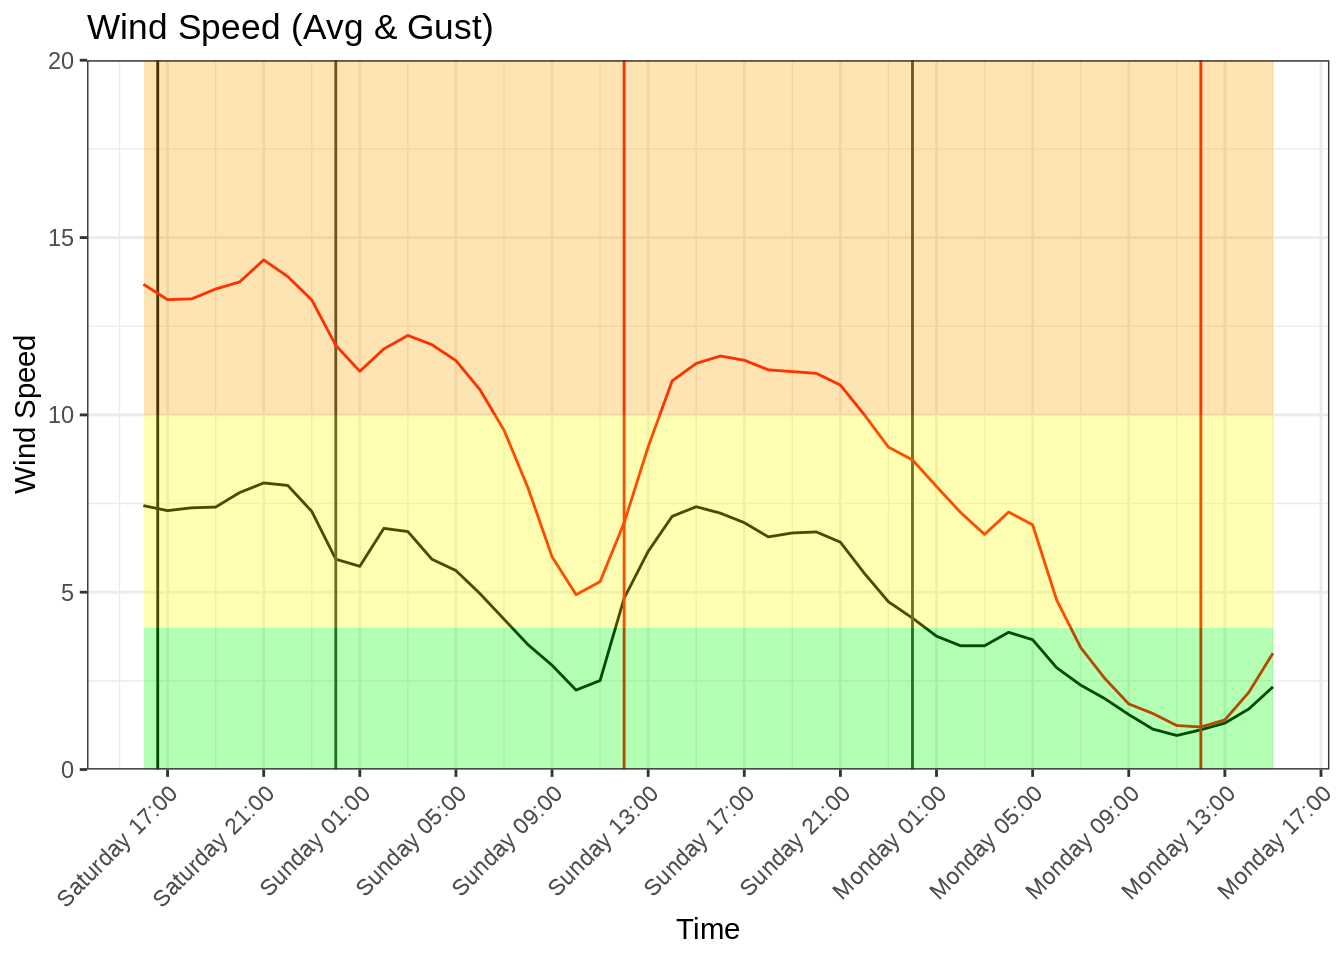 Wind Speed (Avg & Gust)
Wind Speed
20
15
10
5
0
Saturday 17:00
Saturday 21:00
Sunday 01:00
Sunday 05:00
Sunday 09:00
Sunday 13:00
Sunday 17:00
Sunday 21:00
Monday 01:00
Monday 05:00
Monday 09:00
Monday 13:00
Monday 17:00
Time